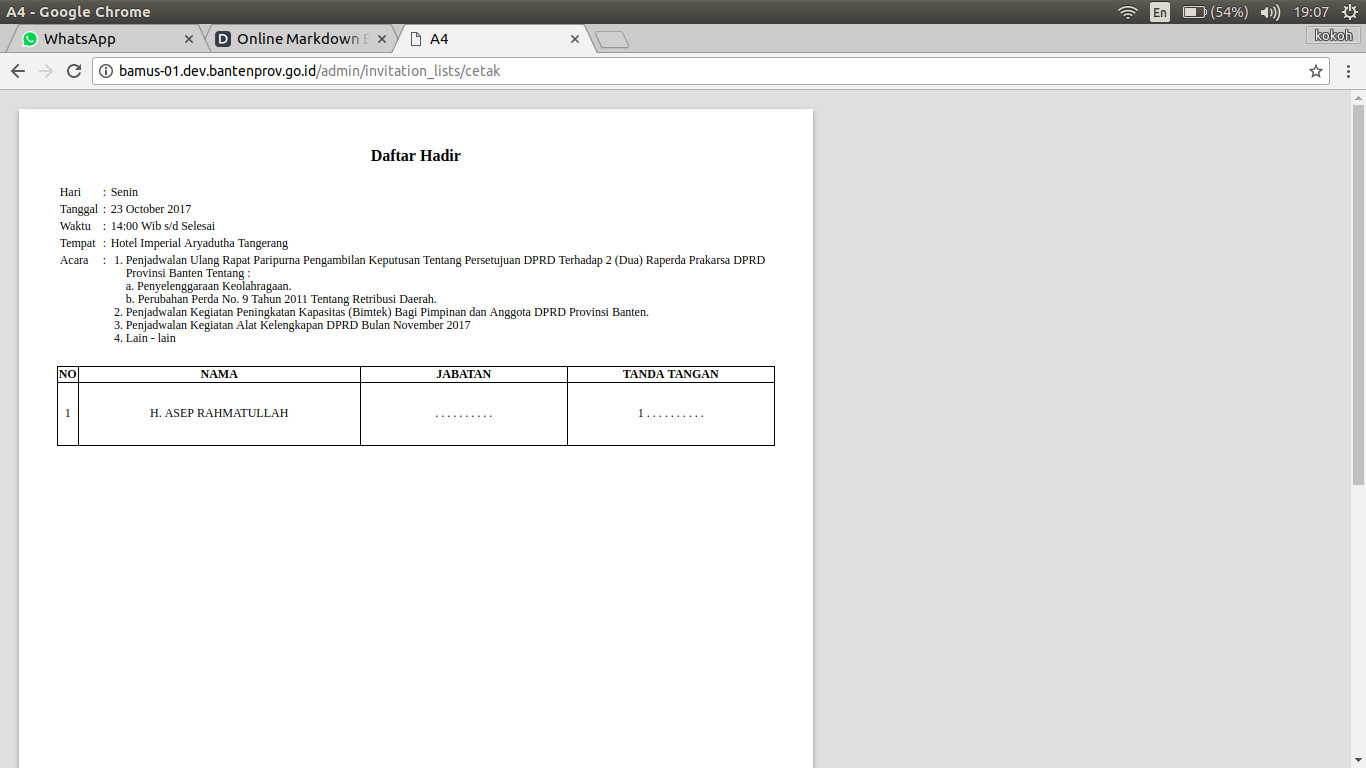 A4 - Google Chrome
En (54%) 19:07
WhatsApp
Online Markdown
A4
kokoh
bamus-01.dev.bantenprov.go.id/admin/invitation_lists/cetak
Daftar Hadir
Hari : Senin
Tanggal : 23 October 2017
Waktu : 14:00 Wib s/d Selesai
Tempat : Hotel Imperial Aryadutha Tangerang
Acara : 1. Penjadwalan Ulang Rapat Paripurna Pengambilan Keputusan Tentang Persetujuan DPRD Terhadap 2 (Dua) Raperda Prakarsa DPRD
Provinsi Banten Tentang :
a. Penyelenggaraan Keolahragaan.
b. Perubahan Perda No. 9 Tahun 2011 Tentang Retribusi Daerah.
2. Penjadwalan Kegiatan Peningkatan Kapasitas (Bimtek) Bagi Pimpinan dan Anggota DPRD Provinsi Banten.
3. Penjadwalan Kegiatan Alat Kelengkapan DPRD Bulan November 2017
4. Lain - lain
NO NAMA JABATAN TANDA TANGAN
1 H. ASEP RAHMATULLAH . . . . . . . . . . 1 . . . . . . . . . .